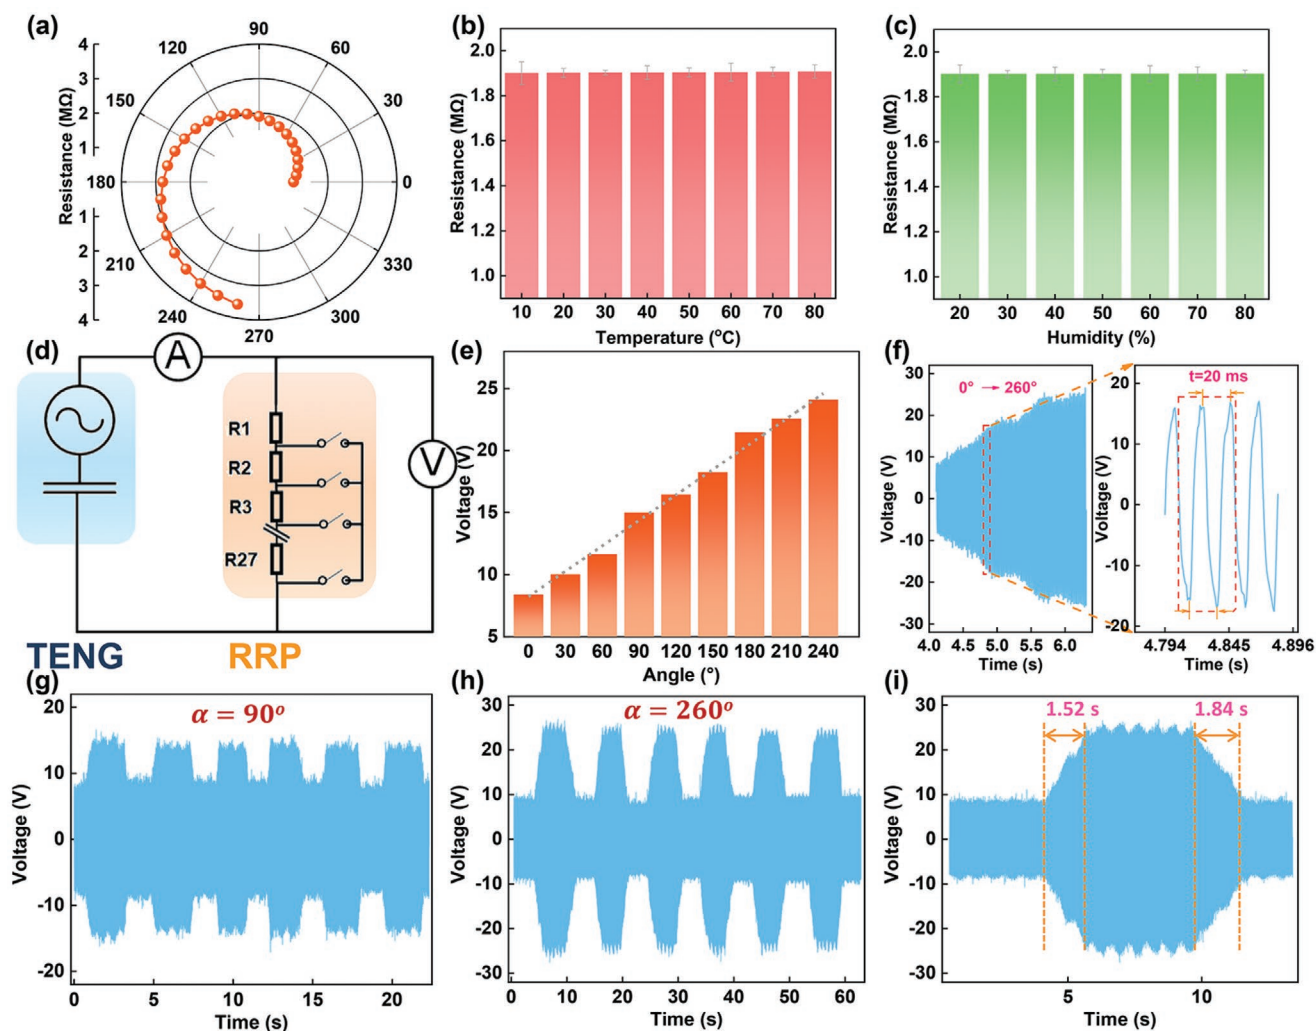 (a)
Resistance (MΩ)
4
3
2
1
1
2
3
4
90
60
30
0
330
300
270
240
210
180
150
120
(b)
Resistance (MΩ)
2.0
1.8
1.6
1.4
1.2
1.0
10 20 30 40 50 60 70 80
Temperature (°C)
(c)
Resistance (MΩ)
2.0
1.8
1.6
1.4
1.2
1.0
20 30 40 50 60 70 80
Humidity (%)
(d)
A
V
R1
R2
R3
R27
TENG
RRP
(e)
Voltage (V)
25
20
15
10
5
0 30 60 90 120 150 180 210 240
Angle (°)
(f)
0° → 260°
Voltage (V)
30
20
10
0
-10
-20
-30
4.0 4.5 5.0 5.5 6.0
Time (s)
t=20 ms
Voltage (V)
20
10
0
-10
-20
4.794 4.845 4.896
Time (s)
(g)
α = 90°
Voltage (V)
20
10
0
-10
-20
0 5 10 15 20
Time (s)
(h)
α = 260°
Voltage (V)
30
20
10
0
-10
-20
-30
0 10 20 30 40 50 60
Time (s)
(i)
1.52 s
1.84 s
Voltage (V)
30
20
10
0
-10
-20
-30
5 10
Time (s)